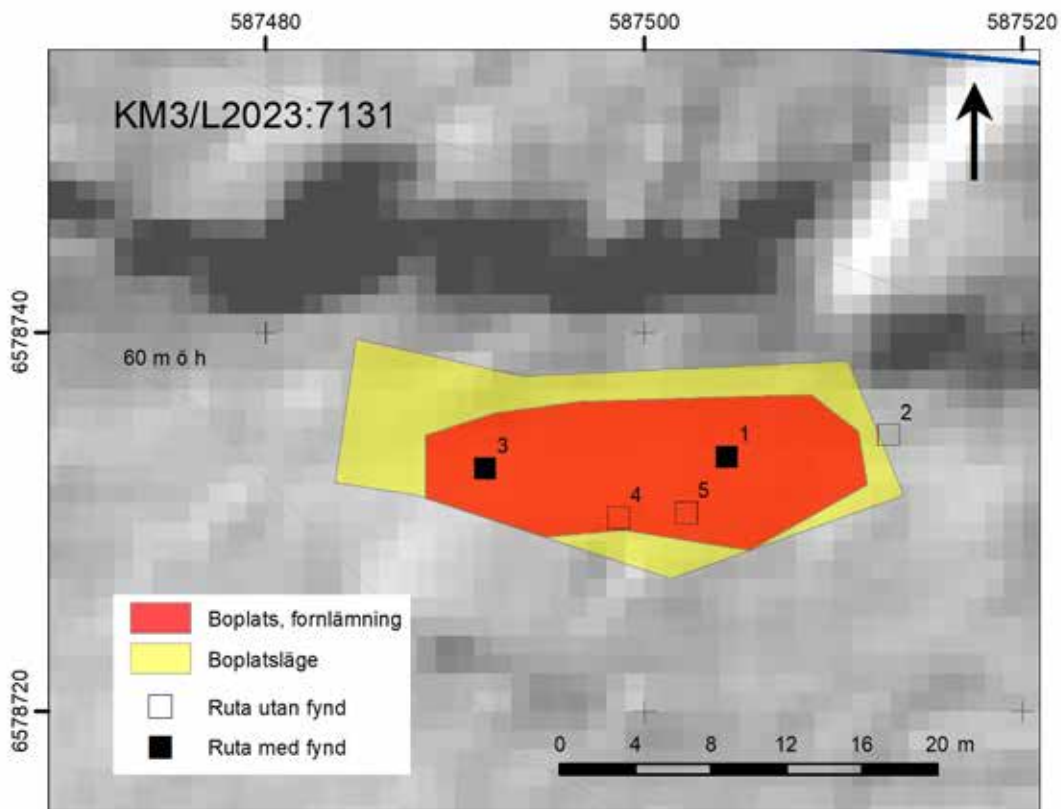 587480 587500 587520
KM3/L2023:7131
6578740
60 m ö h
2
1
3
5
4
Boplats, fornlämning
Boplatsläge
Ruta utan fynd
Ruta med fynd
6578720
0 4 8 12 16 20 m